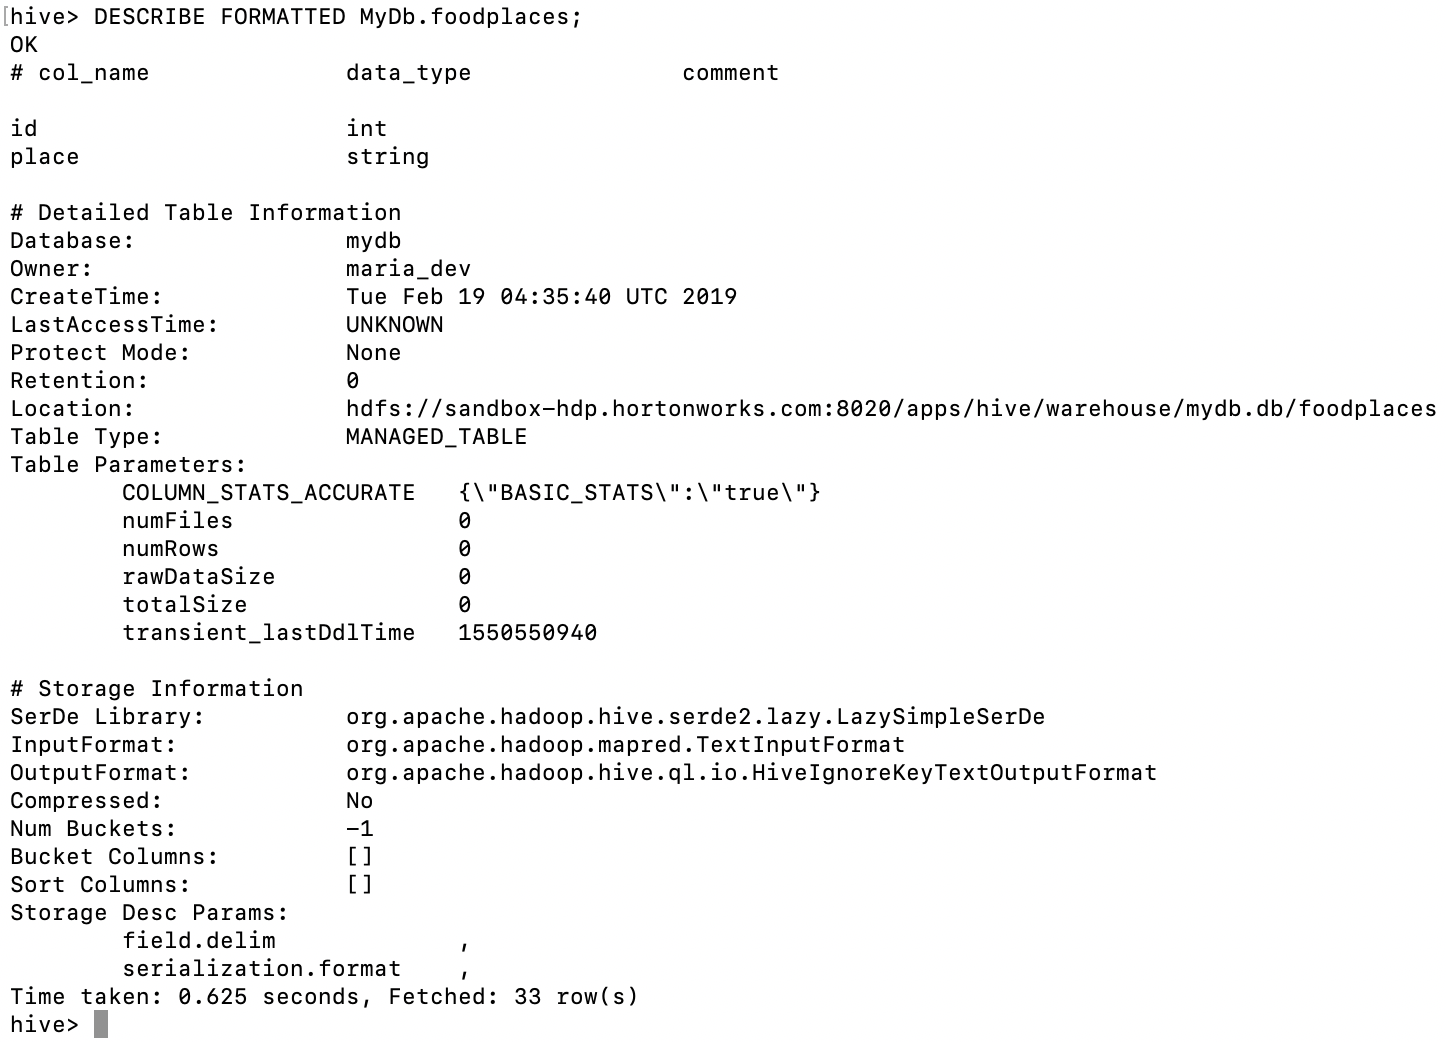 [hive> DESCRIBE FORMATTED MyDb.foodplaces;
OK
# col_name              data_type               comment
id                      int
place                   string
# Detailed Table Information
Database:               mydb
Owner:                  maria_dev
CreateTime:             Tue Feb 19 04:35:40 UTC 2019
LastAccessTime:         UNKNOWN
Protect Mode:           None
Retention:              0
Location:               hdfs://sandbox-hdp.hortonworks.com:8020/apps/hive/warehouse/mydb.db/foodplaces
Table Type:             MANAGED_TABLE
Table Parameters:
        COLUMN_STATS_ACCURATE   {\"BASIC_STATS\":\"true\"}
        numFiles                0
        numRows                 0
        rawDataSize             0
        totalSize               0
        transient_lastDdlTime   1550550940
# Storage Information
SerDe Library:          org.apache.hadoop.hive.serde2.lazy.LazySimpleSerDe
InputFormat:            org.apache.hadoop.mapred.TextInputFormat
OutputFormat:           org.apache.hadoop.hive.ql.io.HiveIgnoreKeyTextOutputFormat
Compressed:             No
Num Buckets:            -1
Bucket Columns:         []
Sort Columns:           []
Storage Desc Params:
        field.delim             ,
        serialization.format    ,
Time taken: 0.625 seconds, Fetched: 33 row(s)
hive>